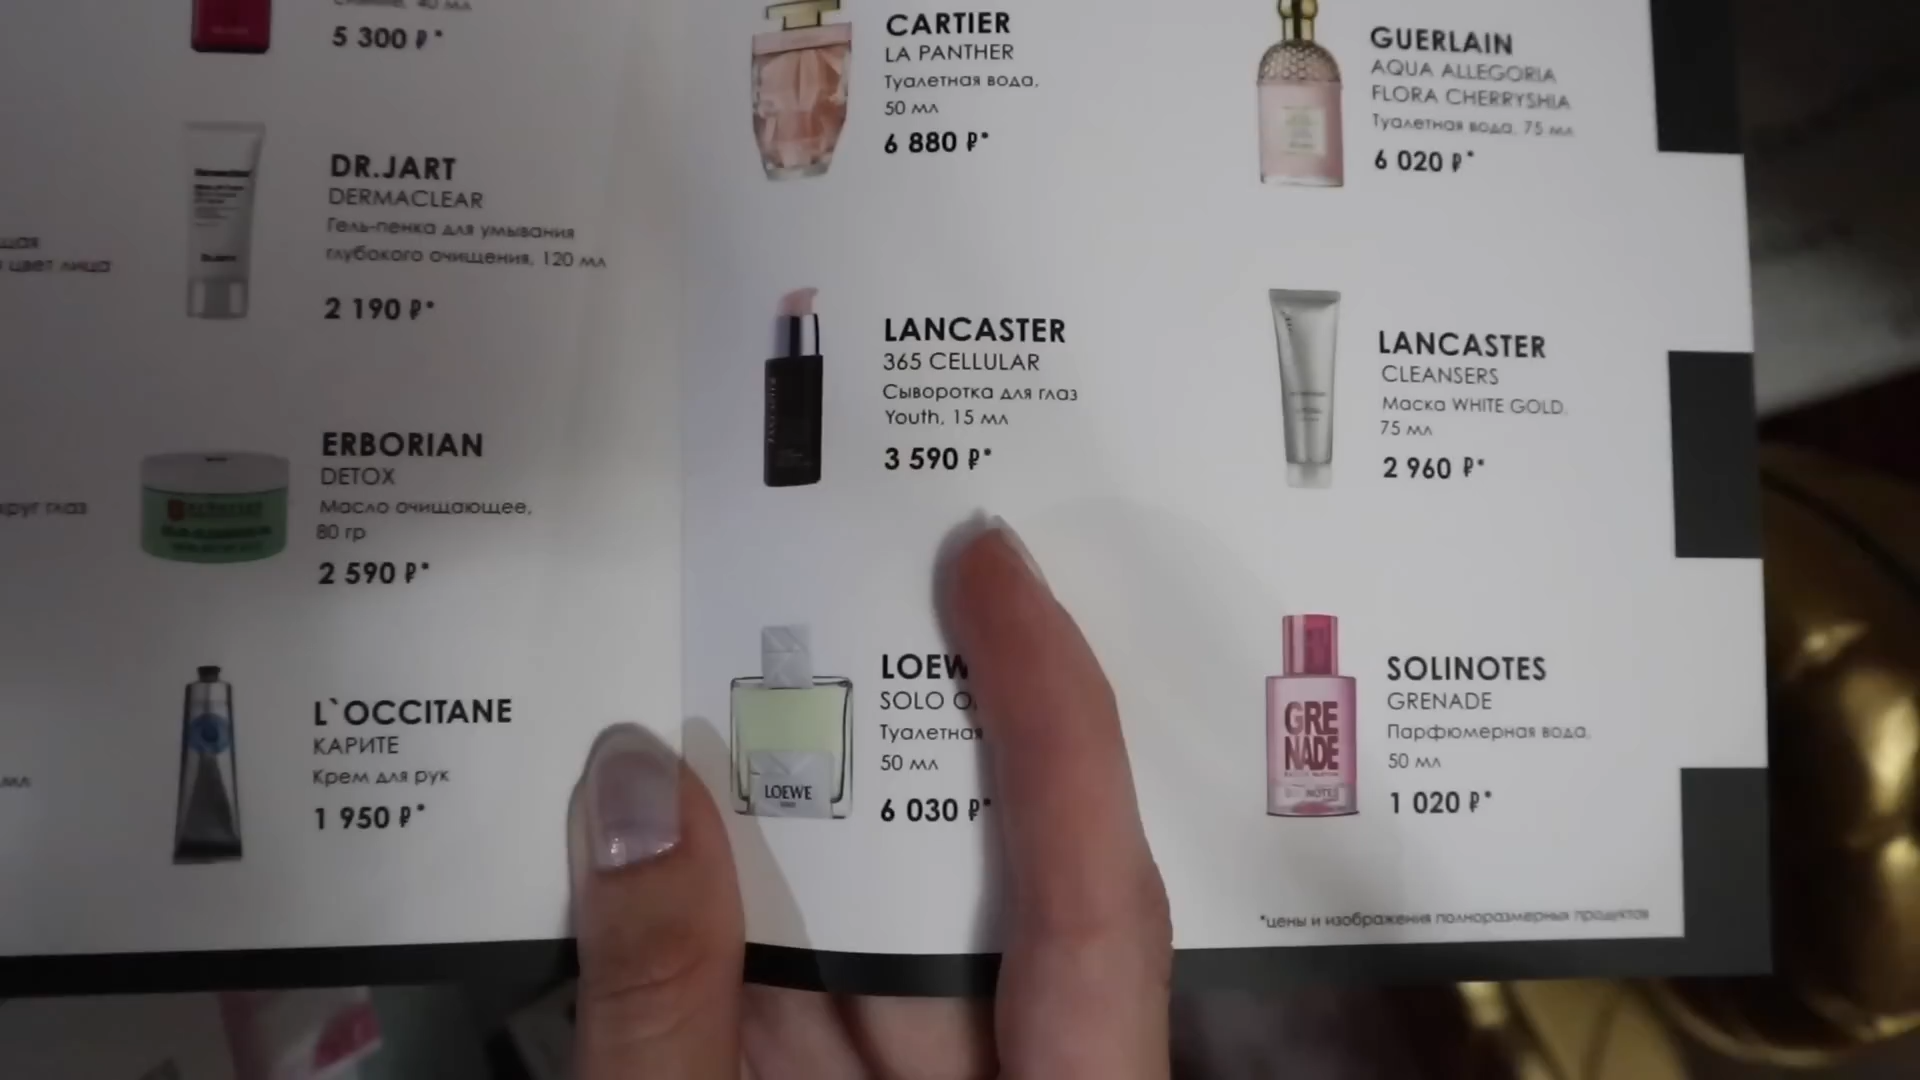 5 300 ₽*
DR.JART
DERMACLEAR
Гель-пенка для умывания
глубокого очищения, 120 мл
2 190 ₽*
цвет лица
ERBORIAN
DETOX
Масло очищающее,
80 гр
2 590 ₽*
глаз
L`OCCITANE
КАРИТЕ
Крем для рук
1 950 ₽*
мл
CARTIER
LA PANTHER
Туалетная вода,
50 мл
6 880 ₽*
LANCASTER
365 CELLULAR
Сыворотка для глаз
Youth, 15 мл
3 590 ₽*
LOEW
SOLO O
Туалетная
50 мл
6 030 ₽*
LOEWE
GUERLAIN
AQUA ALLEGORIA
FLORA CHERRYSHIA
Туалетная вода, 75 мл
6 020 ₽*
LANCASTER
CLEANSERS
Маска WHITE GOLD,
75 мл
2 960 ₽*
SOLINOTES
GRENADE
Парфюмерная вода,
50 мл
1 020 ₽*
GRE
NADE
*цены и изображения полноразмерных продуктов